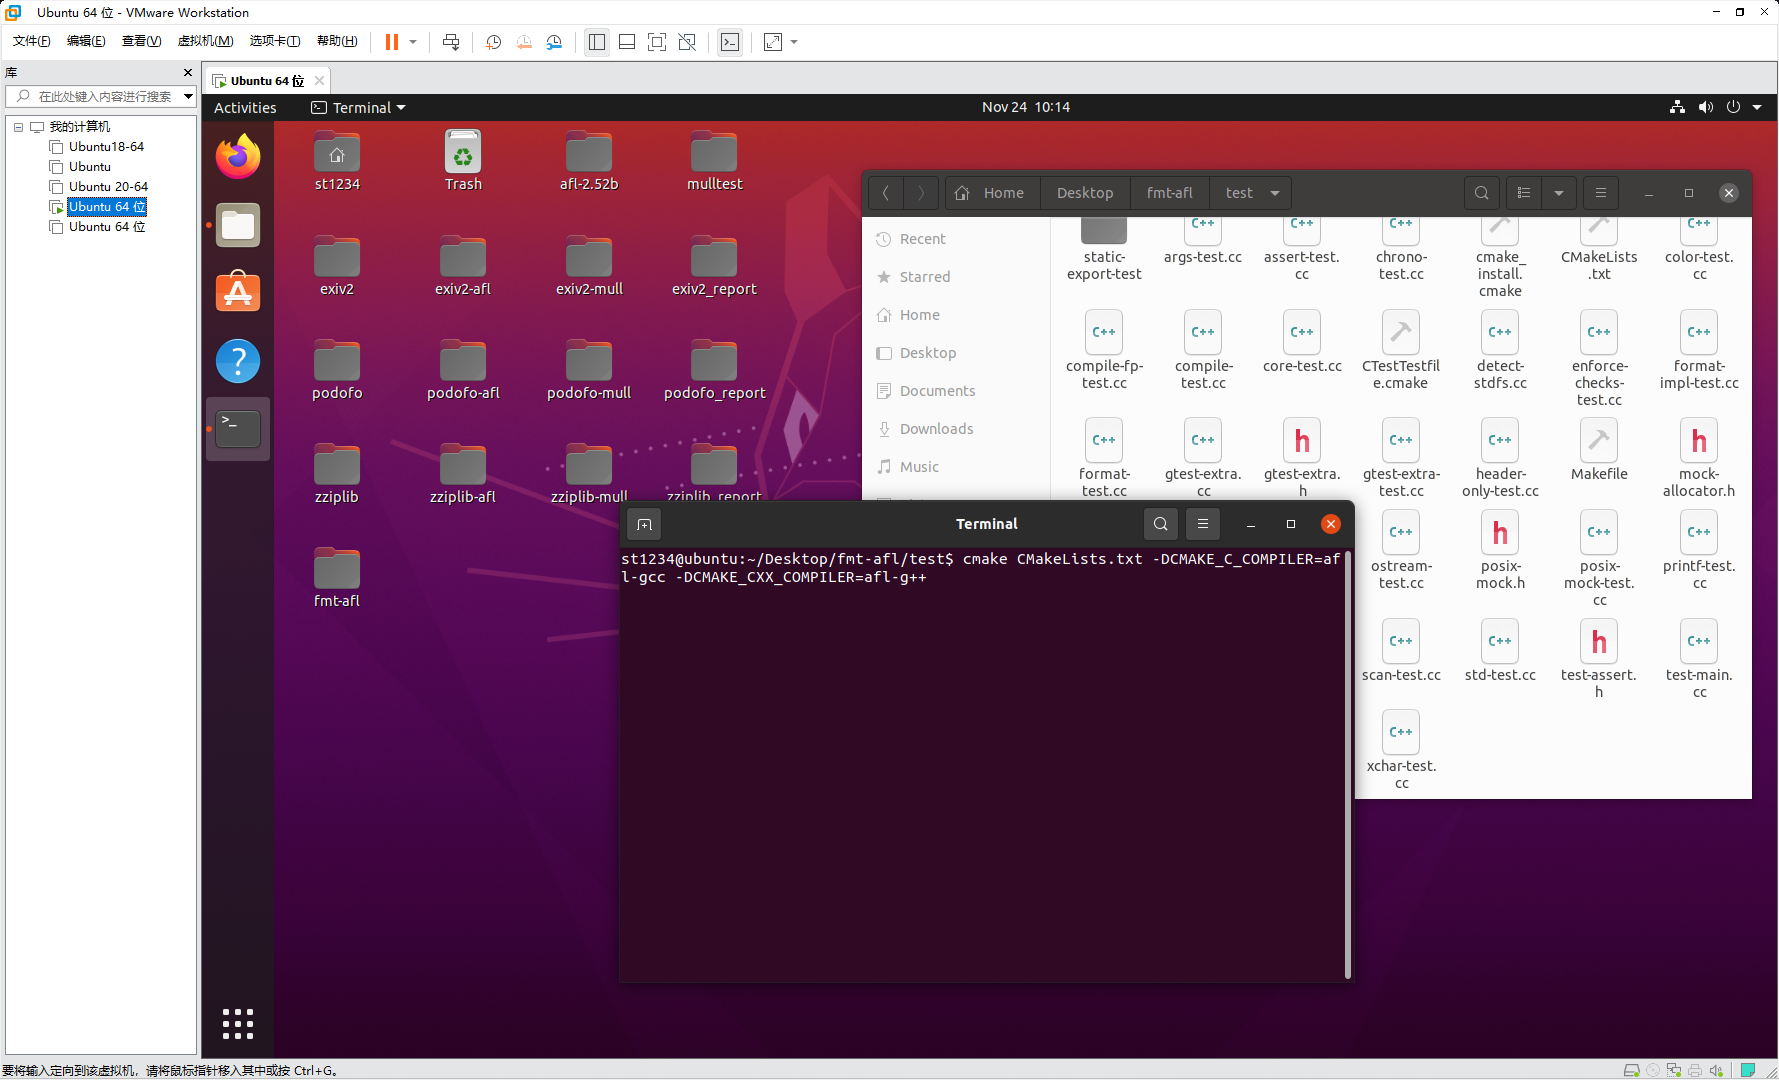 Ubuntu 64 位 - VMware Workstation
文件(F) 编辑(E) 查看(V) 虚拟机(M) 选项卡(T) 帮助(H)
库
在此处键入内容进行搜索
我的计算机
Ubuntu18-64
Ubuntu
Ubuntu 20-64
Ubuntu 64 位
Ubuntu 64 位
Ubuntu 64 位
Activities
Terminal
Nov 24 10:14
st1234
Trash
afl-2.52b
mulltest
exiv2
exiv2-afl
exiv2-mull
exiv2_report
podofo
podofo-afl
podofo-mull
podofo_report
zziplib
zziplib-afl
zziplib-mull
zziplib_report
fmt-afl
Home
Desktop
fmt-afl
test
Recent
Starred
Home
Desktop
Documents
Downloads
Music
static-
export-test
args-test.cc
assert-test.
cc
chrono-
test.cc
cmake_
install.
cmake
CMakeLists
.txt
color-test.
cc
compile-fp-
test.cc
compile-
test.cc
core-test.cc
CTestTestfil
e.cmake
detect-
stdfs.cc
enforce-
checks-
test.cc
format-
impl-test.cc
format-
test.cc
gtest-extra.
cc
gtest-extra.
h
gtest-extra-
test.cc
header-
only-test.cc
Makefile
mock-
allocator.h
ostream-
test.cc
posix-
mock.h
posix-
mock-test.
cc
printf-test.
cc
scan-test.cc
std-test.cc
test-assert.
h
test-main.
cc
xchar-test.
cc
Terminal
st1234@ubuntu:~/Desktop/fmt-afl/test$ cmake CMakeLists.txt -DCMAKE_C_COMPILER=af
l-gcc -DCMAKE_CXX_COMPILER=afl-g++
要将输入定向到该虚拟机，请将鼠标指针移入其中或按 Ctrl+G。